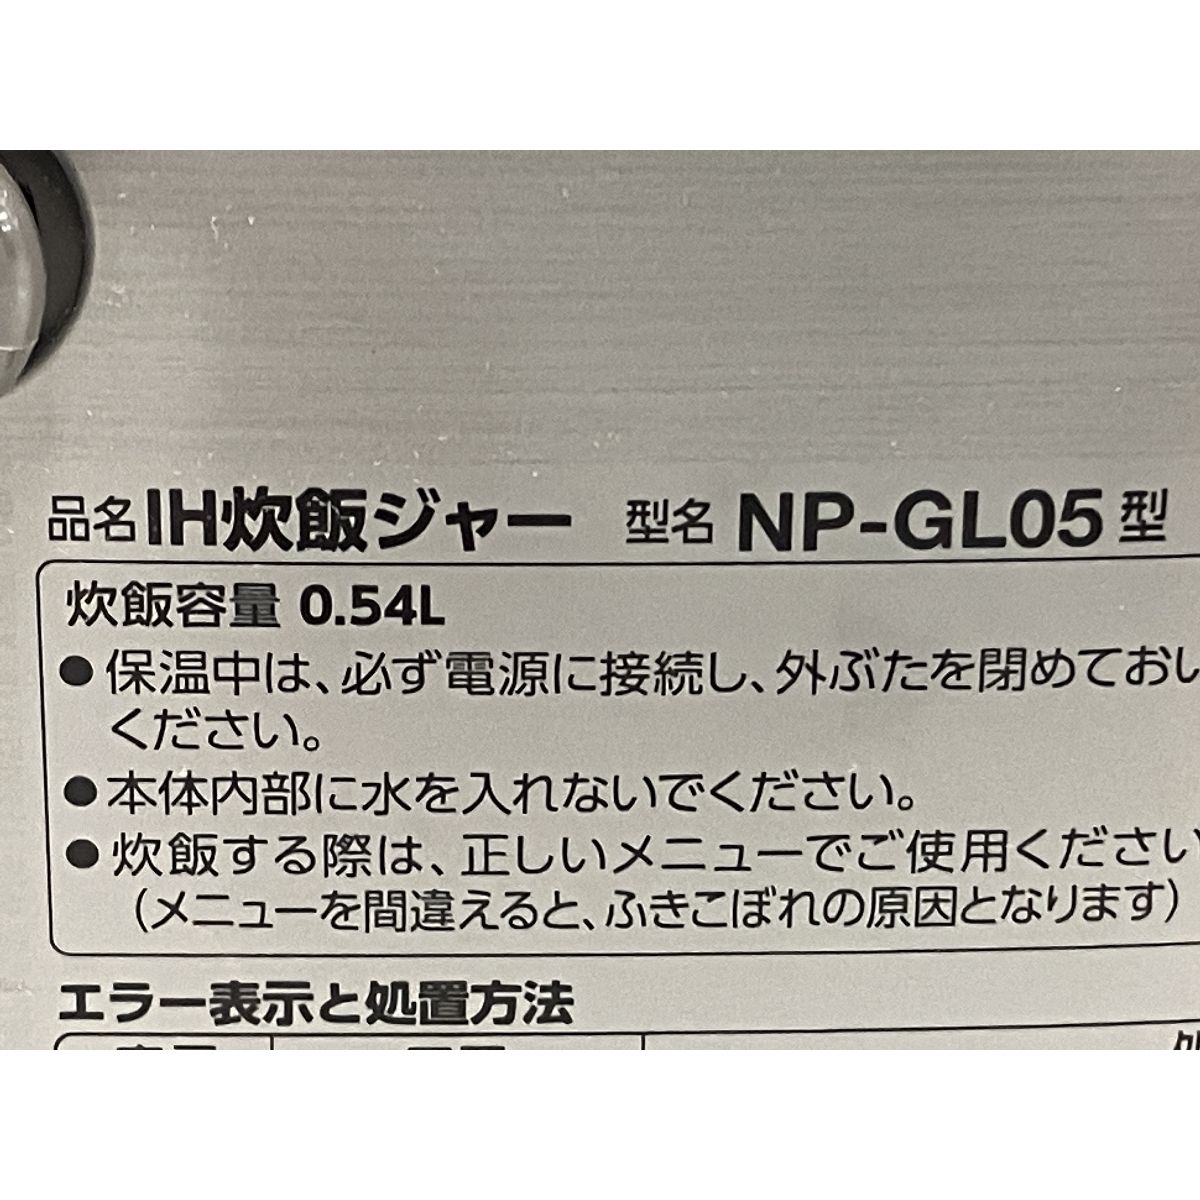 品名 IH炊飯ジャー 型名 NP-GL05型
炊飯容量 0.54L
●保温中は、必ず電源に接続し、外ぶたを閉めておい
ください。
●本体内部に水を入れないでください。
●炊飯する際は、正しいメニューでご使用ください
(メニューを間違えると、ふきこぼれの原因となります)
エラー表示と処置方法